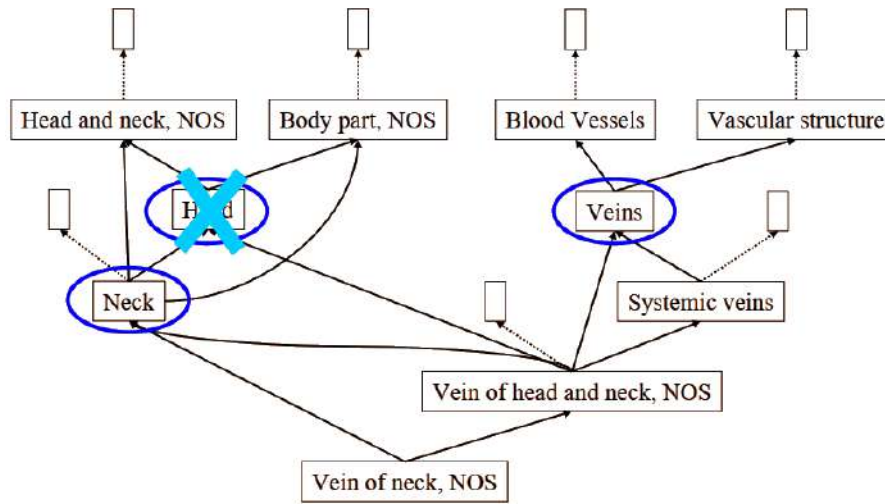 Head and neck, NOS
Body part, NOS
Blood Vessels
Vascular structure
Veins
Neck
Systemic veins
Vein of head and neck, NOS
Vein of neck, NOS